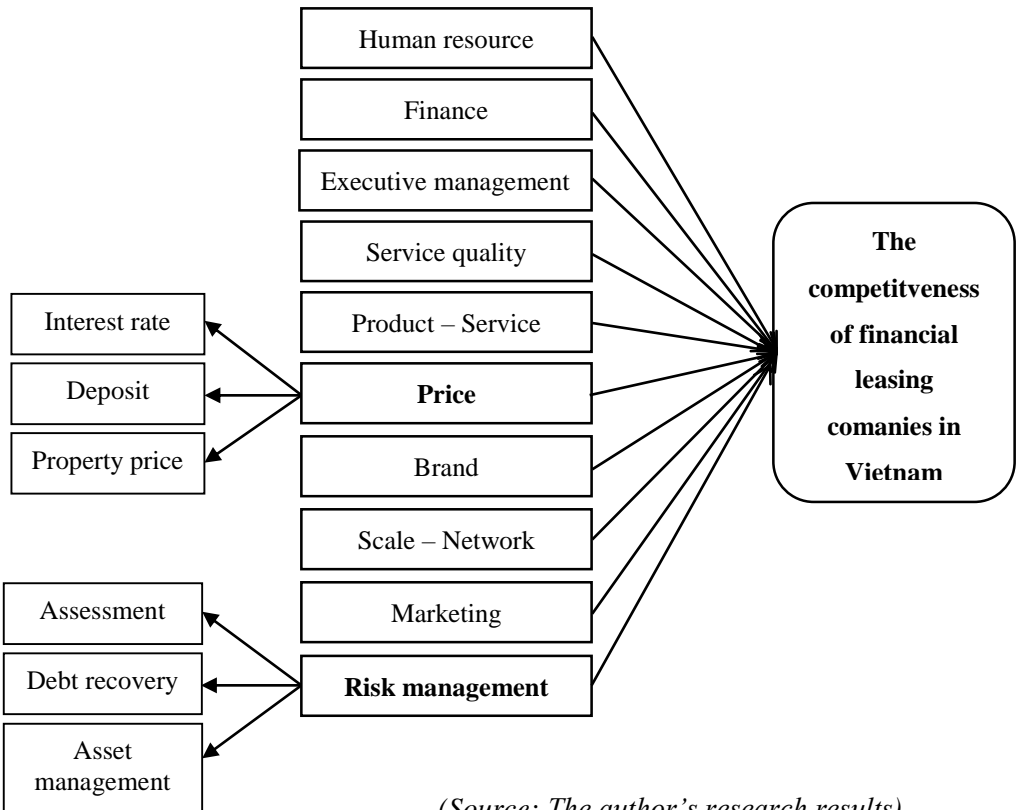 Human resource
Finance
Executive management
Service quality
Product – Service
Price
Brand
Scale – Network
Marketing
Risk management
Interest rate
Deposit
Property price
Assessment
Debt recovery
Asset
management
The
competitveness
of financial
leasing
comanies in
Vietnam
(Source: The author's research results)